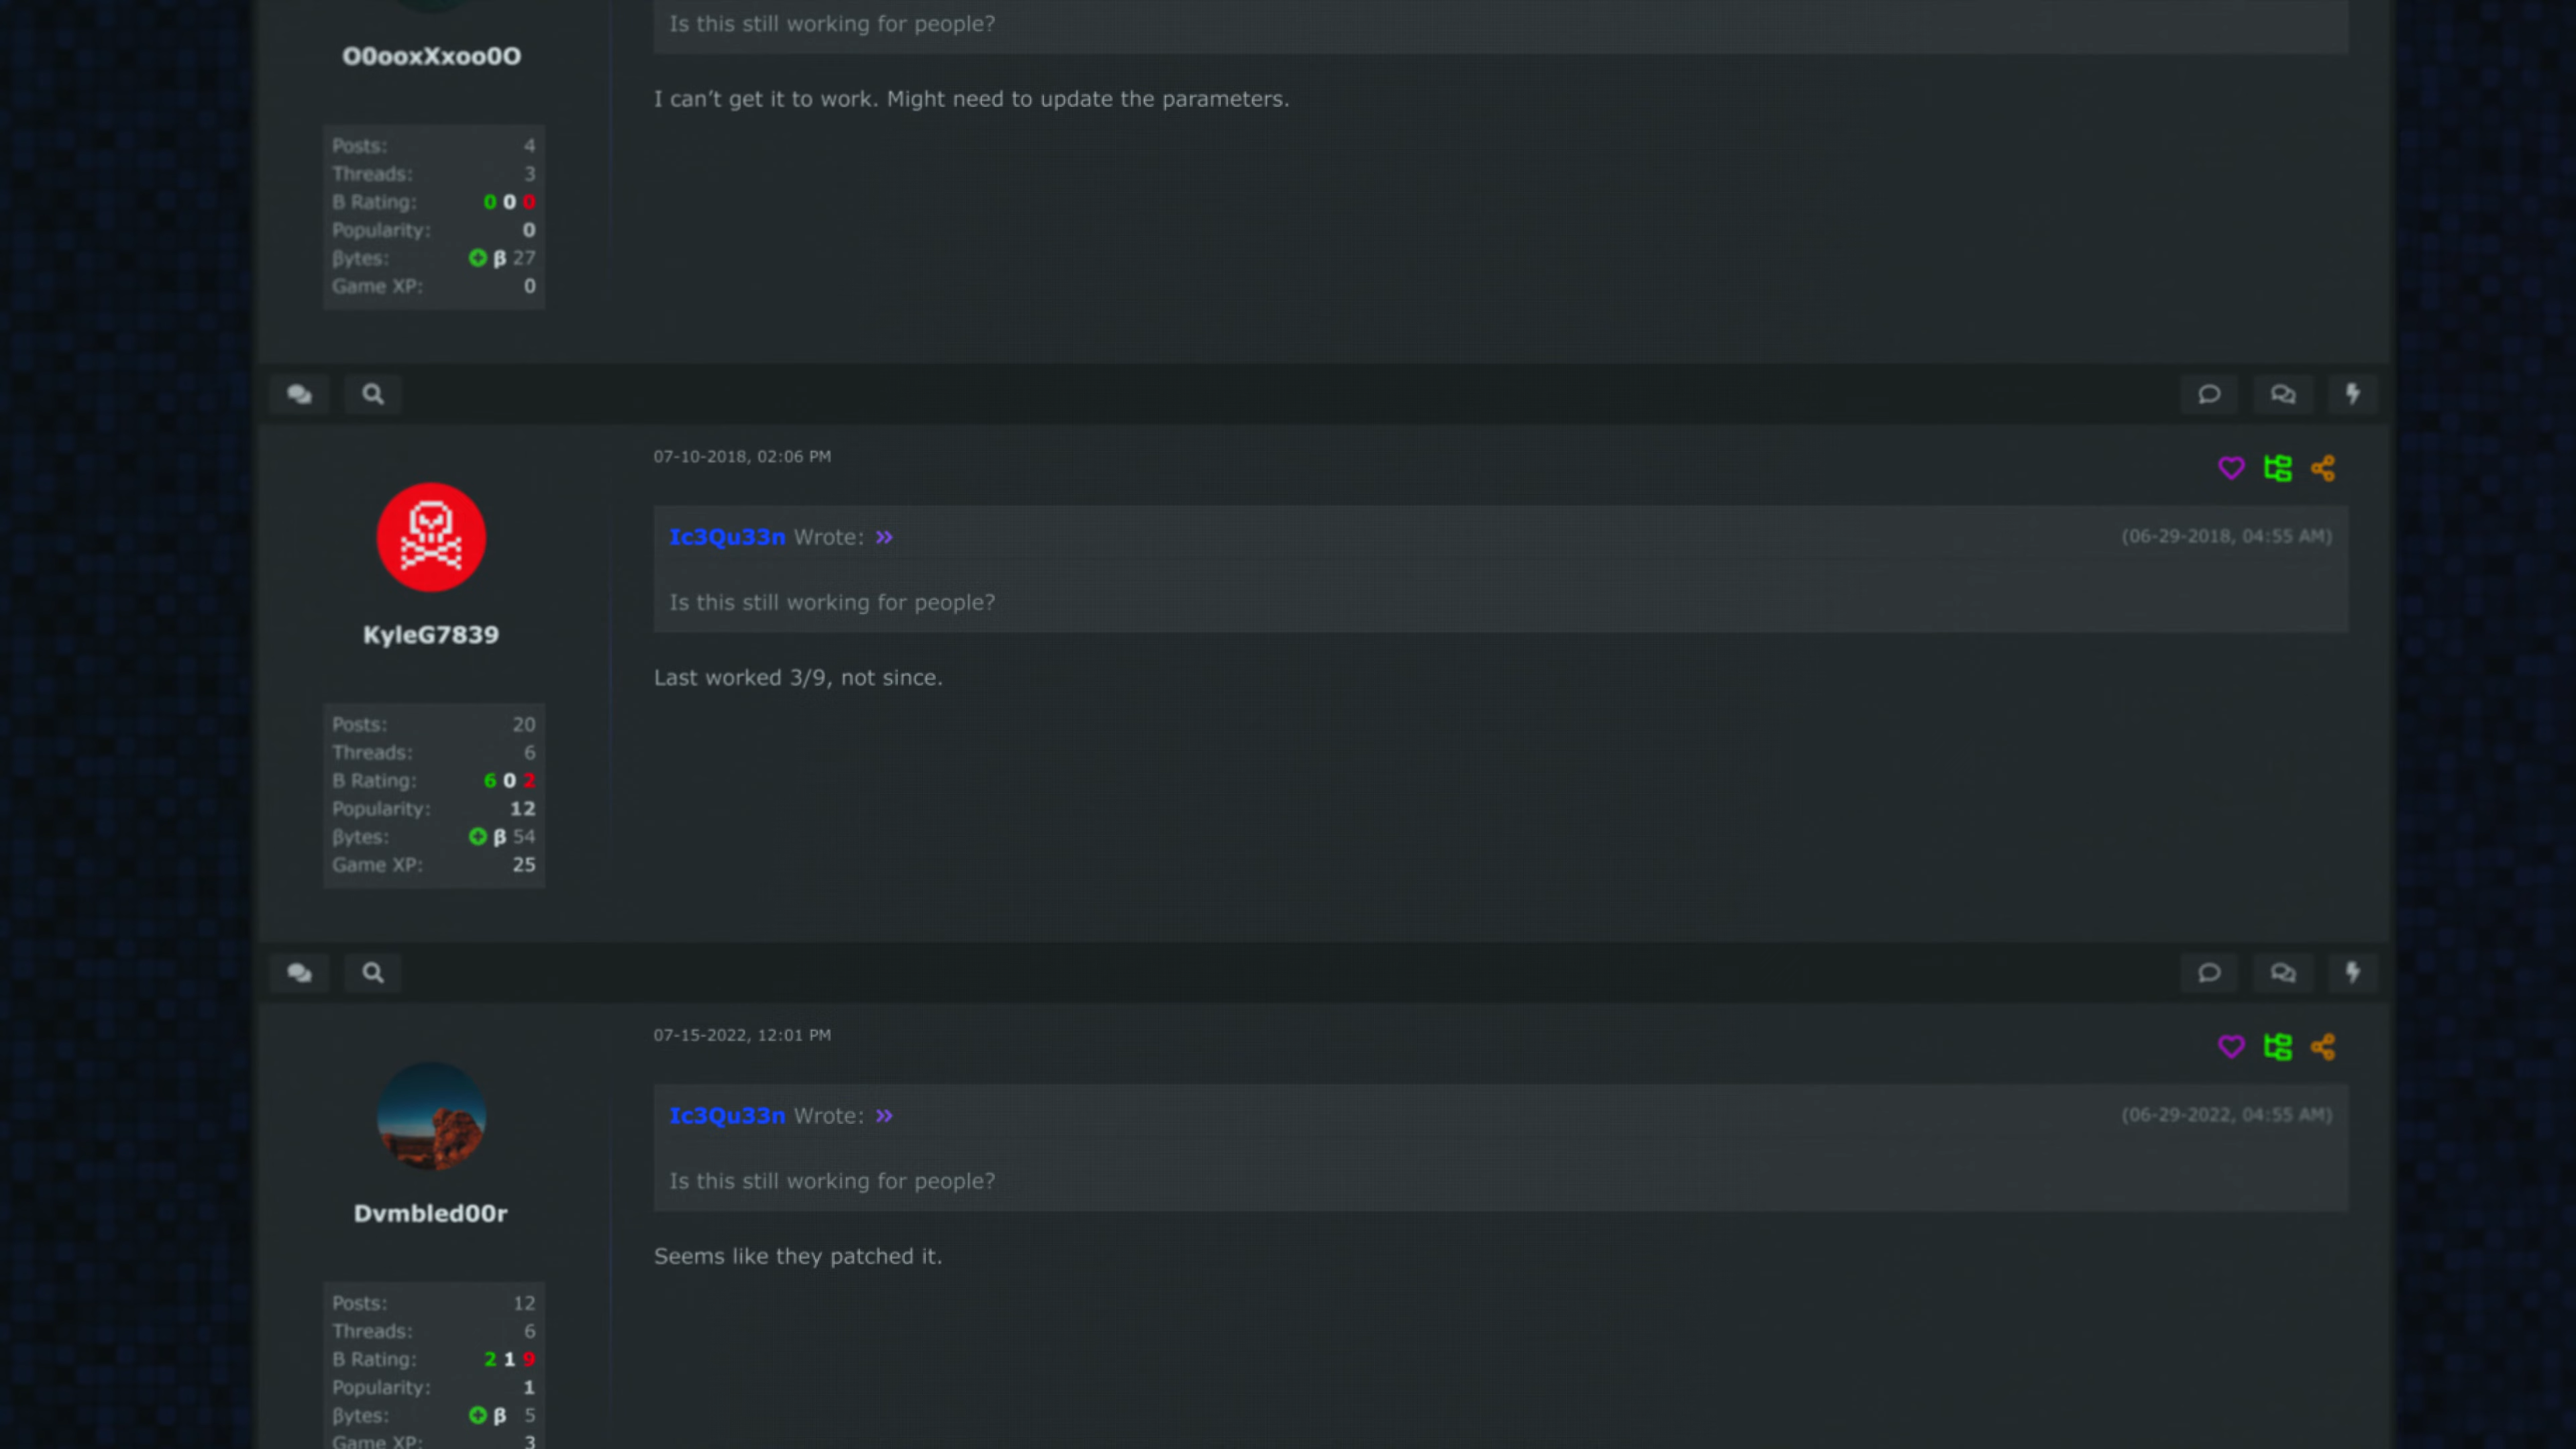 Is this still working for people?
O0ooxXxoo0O
I can’t get it to work. Might need to update the parameters.
Posts: 4
Threads: 3
B Rating: 0 0 0
Popularity: 0
βytes: β 27
Game XP: 0
07-10-2018, 02:06 PM
Ic3Qu33n Wrote: »
(06-29-2018, 04:55 AM)
Is this still working for people?
KyleG7839
Last worked 3/9, not since.
Posts: 20
Threads: 6
B Rating: 6 0 2
Popularity: 12
βytes: β 54
Game XP: 25
07-15-2022, 12:01 PM
Ic3Qu33n Wrote: »
(06-29-2022, 04:55 AM)
Is this still working for people?
Dvmbled00r
Seems like they patched it.
Posts: 12
Threads: 6
B Rating: 2 1 9
Popularity: 1
βytes: β 5
Game XP: 3